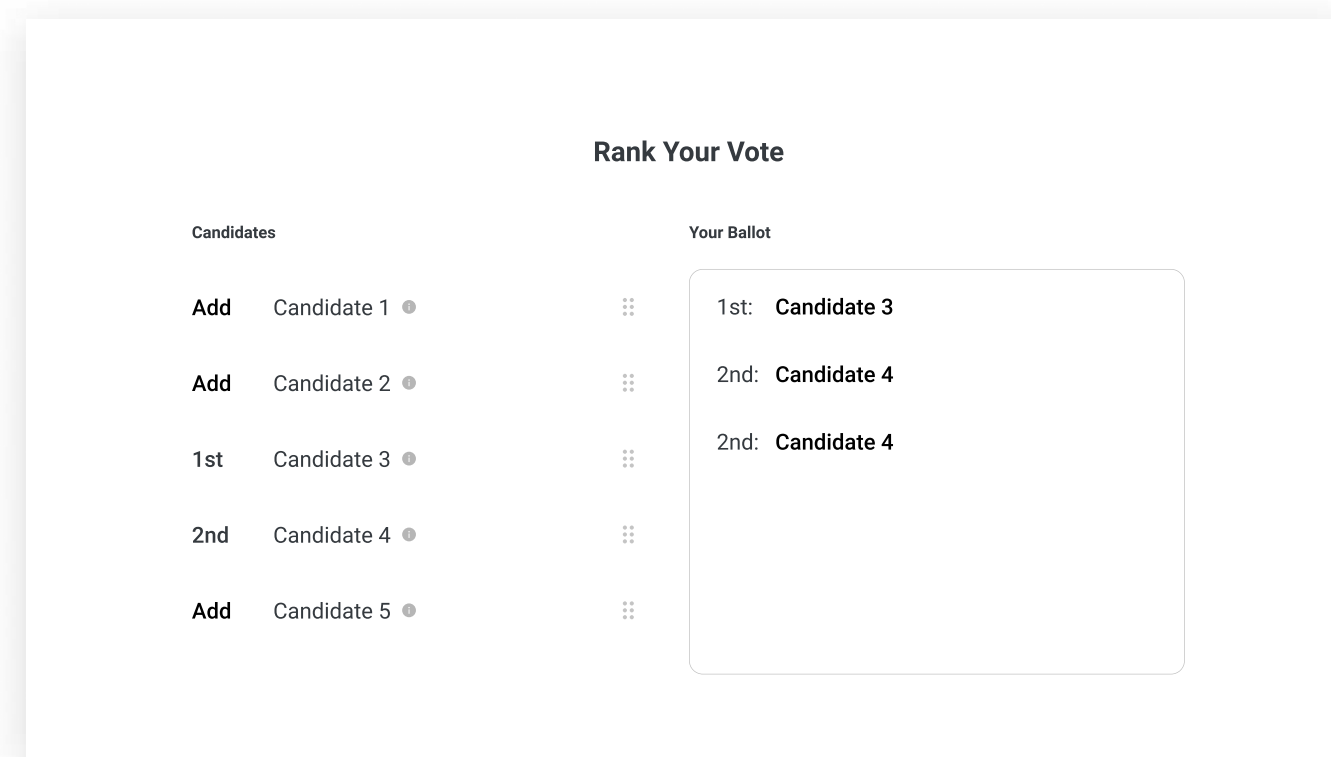 Rank Your Vote
Candidates
Add Candidate 1
Add Candidate 2
1st Candidate 3
2nd Candidate 4
Add Candidate 5
Your Ballot
1st: Candidate 3
2nd: Candidate 4
2nd: Candidate 4